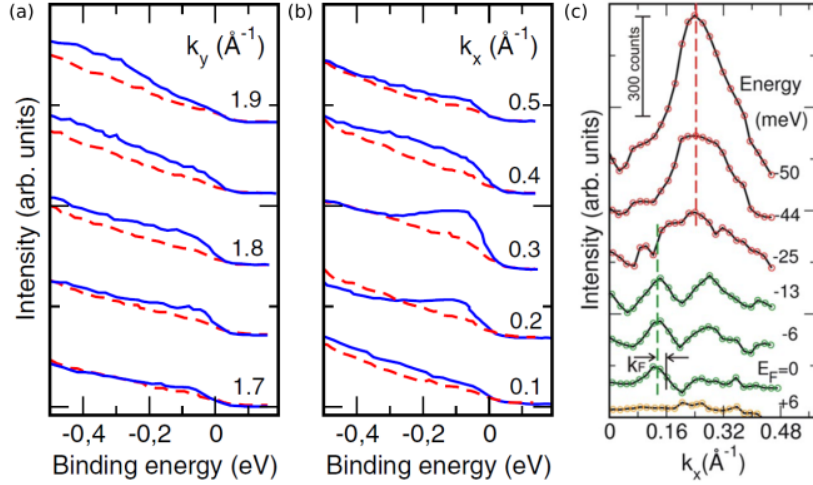 (a)
k_y (Å⁻¹)
1.9
1.8
1.7
-0,4
-0,2
0
Binding energy (eV)
Intensity (arb. units)
(b)
k_x (Å⁻¹)
0.5
0.4
0.3
0.2
0.1
-0,4
-0,2
0
Binding energy (eV)
(c)
300 counts
Energy
(meV)
-50
-44
-25
-13
-6
E_F=0
+6
k_F
0
0.16
0.32
0.48
k_x(Å⁻¹)
Intensity (arb. units)